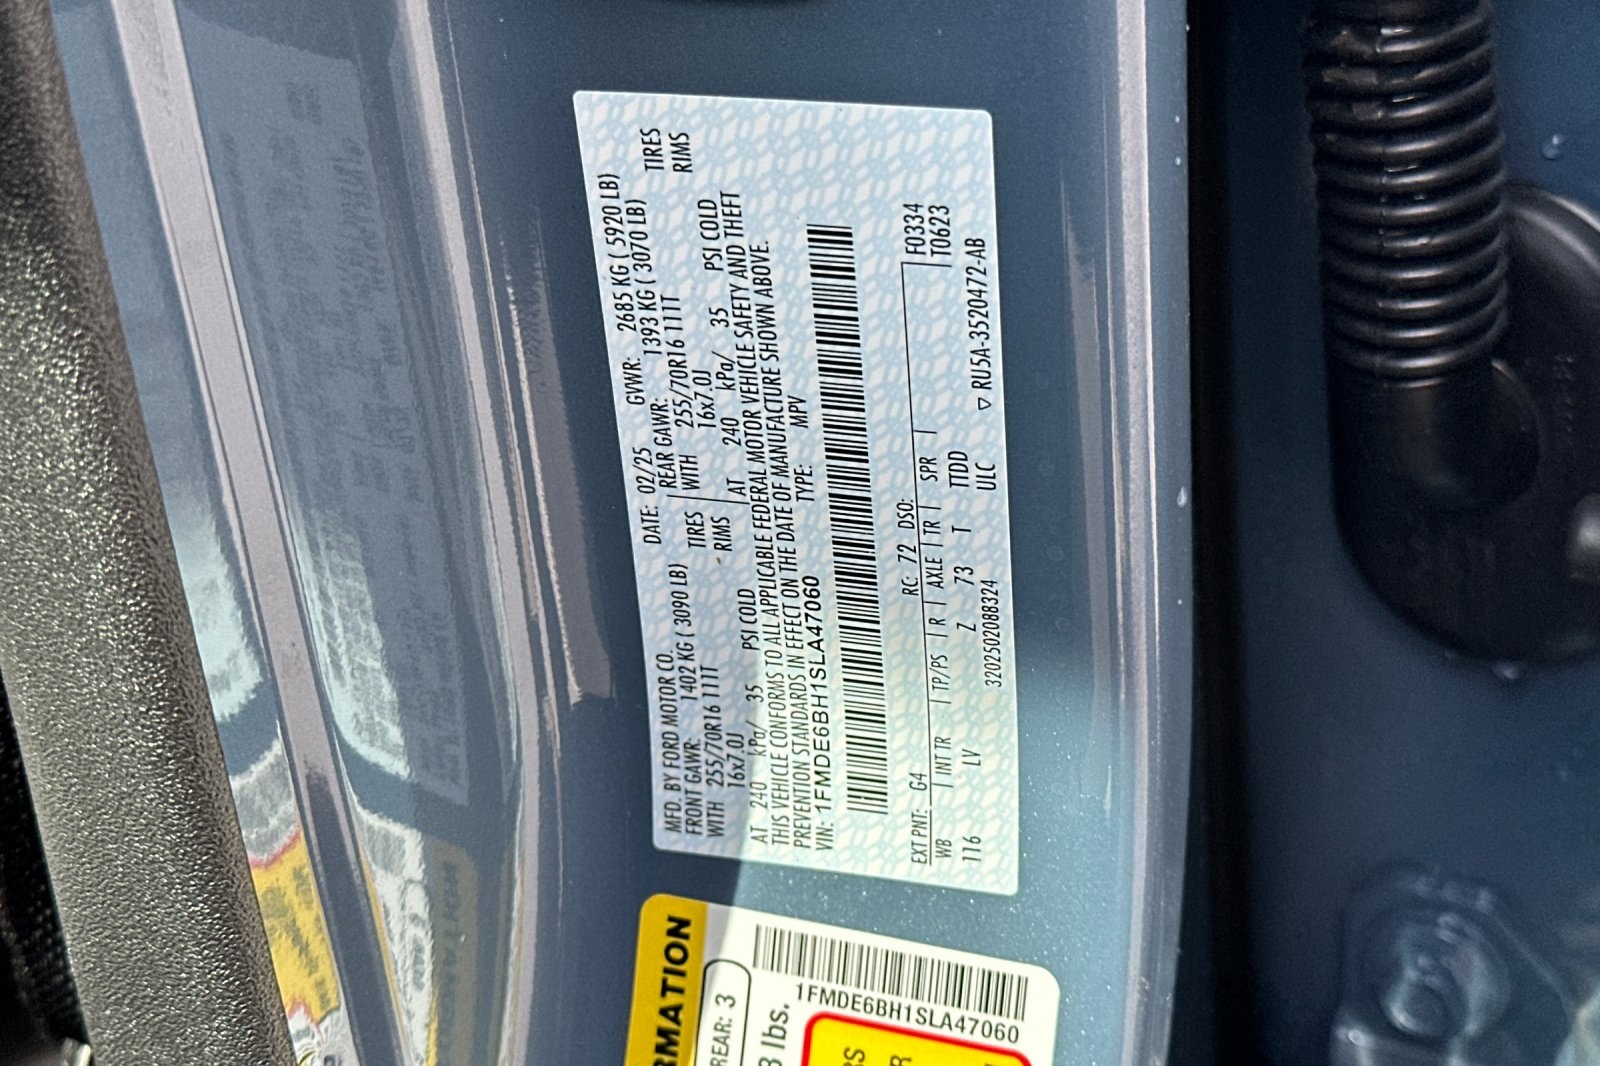 MFD. BY FORD MOTOR CO. DATE: 02/25 GVWR: 2685 KG ( 5920 LB)
FRONT GAWR: 1402 KG ( 3090 LB) REAR GAWR: 1393 KG ( 3070 LB)
WITH 255/70R16 111T TIRES WITH 255/70R16 111T TIRES
16x7.0J RIMS 16x7.0J RIMS
AT 240 kPa/ 35 PSI COLD AT 240 kPa/ 35 PSI COLD
THIS VEHICLE CONFORMS TO ALL APPLICABLE FEDERAL MOTOR VEHICLE SAFETY AND THEFT
PREVENTION STANDARDS IN EFFECT ON THE DATE OF MANUFACTURE SHOWN ABOVE.
VIN: 1FMDE6BH1SLA47060 TYPE: MPV
EXT PNT: G4 RC: 72 DSO: F0334
WB INT TR TP/PS R AXLE TR SPR T0623
116 LV Z 73 T TTDD
3202502088324 ULC ▽ RU5A-3520472-AB
RMATION
REAR: 3
1FMDE6BH1SLA47060
lbs.